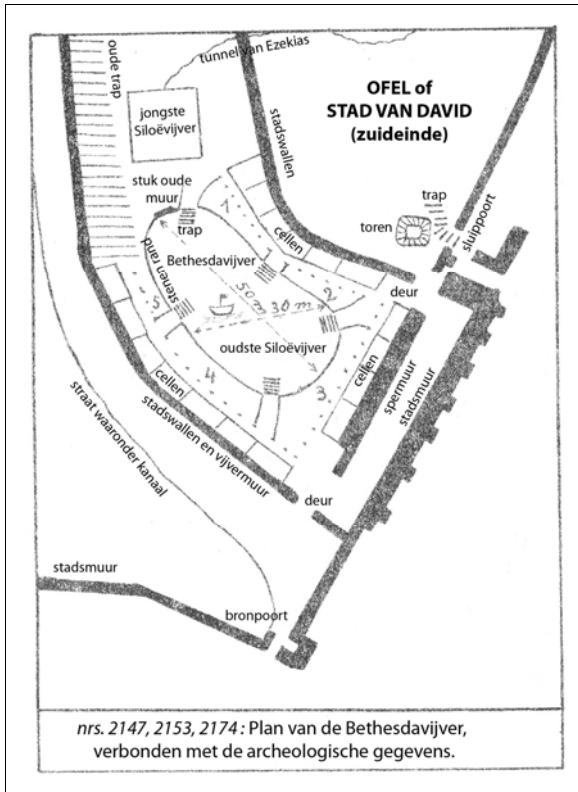 tunnel van Ezekias
oude trap
OFEL of
STAD VAN DAVID
(zuideinde)
jongste
Siloëvijver
stadswallen
stuk oude
muur
trap
trap
toren
sluippoort
cellen
1
Bethesdavijver
1
2
deur
stenen rand
5
50 m
30 m
oudste Siloëvijver
4
3
cellen
cellen
spermuur
stadsmuur
stadswallen en vijvermuur
straat waaronder kanaal
deur
stadsmuur
bronpoort
nrs. 2147, 2153, 2174 : Plan van de Bethesdavijver,
verbonden met de archeologische gegevens.